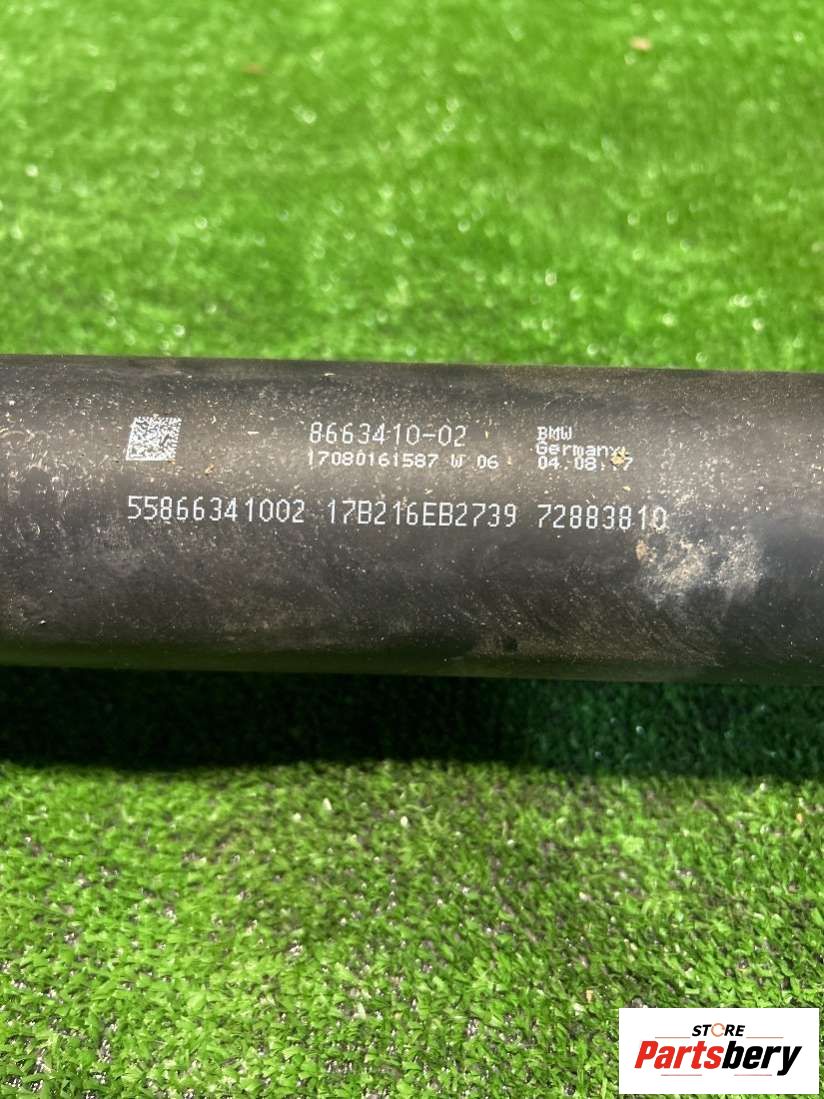 8663410-02
17080161587 W 06
BMW
Germany
04.08.17
55866341002 17B216EB2739 72883810
STORE
Partsbery